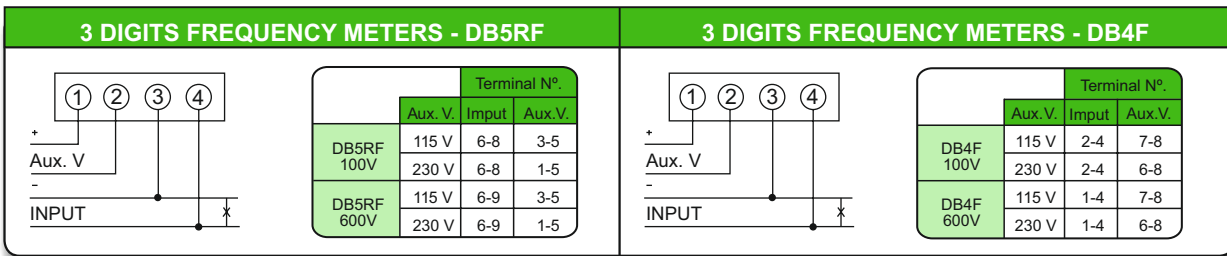 3 DIGITS FREQUENCY METERS - DB5RF
1 2 3 4
+
Aux. V
-
INPUT
x
Terminal Nº.
Aux. V. Imput Aux.V.
DB5RF 100V
115 V 6-8 3-5
230 V 6-8 1-5
DB5RF 600V
115 V 6-9 3-5
230 V 6-9 1-5
3 DIGITS FREQUENCY METERS - DB4F
1 2 3 4
+
Aux. V
-
INPUT
x
Terminal Nº.
Aux. V. Imput Aux.V.
DB4F 100V
115 V 2-4 7-8
230 V 2-4 6-8
DB4F 600V
115 V 1-4 7-8
230 V 1-4 6-8